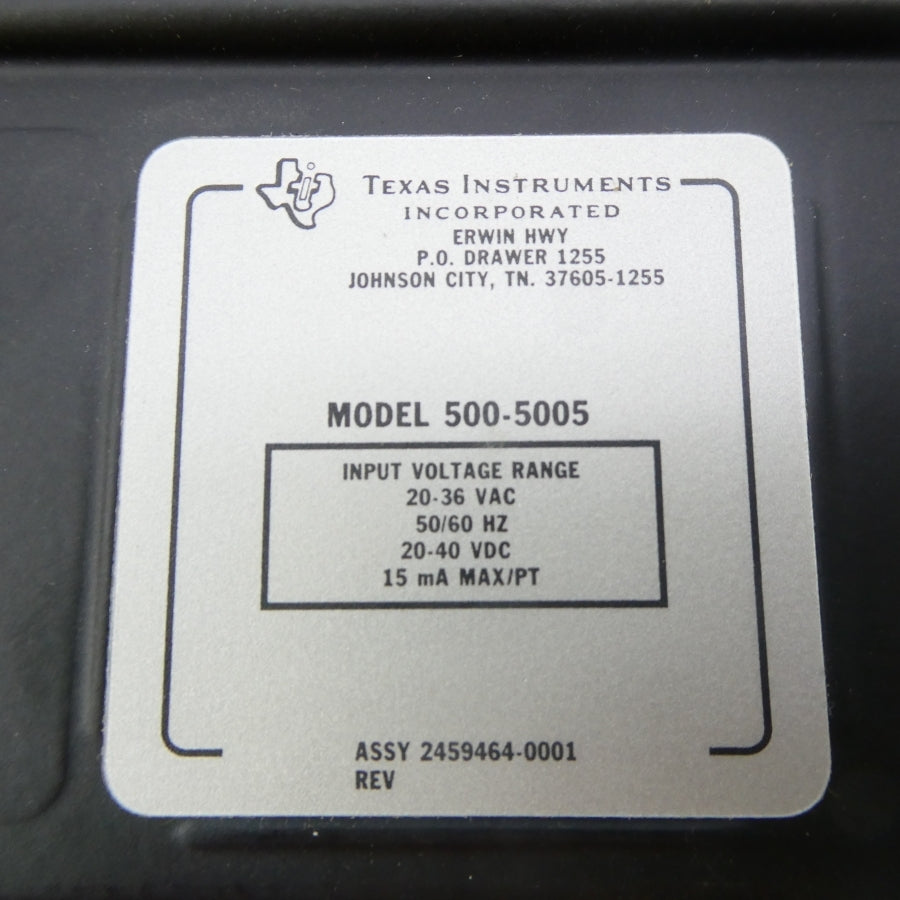 TEXAS INSTRUMENTS
INCORPORATED
ERWIN HWY
P.O. DRAWER 1255
JOHNSON CITY, TN. 37605-1255
MODEL 500-5005
INPUT VOLTAGE RANGE
20-36 VAC
50/60 HZ
20-40 VDC
15 mA MAX/PT
ASSY 2459464-0001
REV